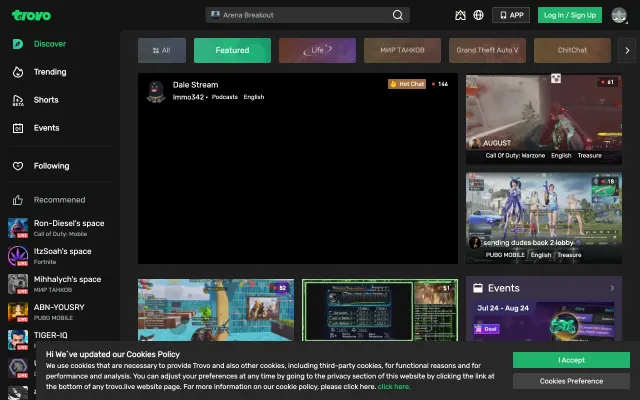 trovo
Arena Breakout
APP
Log In / Sign Up
Discover
Trending
Shorts
BETA
Events
Following
Recommened
Ron-Diesel's space
Call of Duty: Mobile
LIVE
ItzSoah's space
Fortnite
LIVE
Mihhalych's space
МИР ТАНКОВ
LIVE
ABN-YOUSRY
PUBG MOBILE
LIVE
TIGER-IQ
All
Featured
Life
МИР ТАНКОВ
Grand Theft Auto V
ChitChat
Dale Stream
Immo342 • Podcasts English
Hot Chat
146
61
AUGUST
Call Of Duty: Warzone English Treasure
18
sending dudes back 2 lobby
PUBG MOBILE English Treasure
52
51
Events
Jul 24 - Aug 24
Goal
Hi We`ve updated our Cookies Policy
We use cookies that are necessary to provide Trovo and also other cookies, including third-party cookies, for functional reasons and for
performance and analysis. You can adjust your preferences at any time by going to the privacy section of this website by clicking the link at
the bottom of any trovo.live website page. For more information on our cookie policy, please click here. click here.
I Accept
Cookies Preference